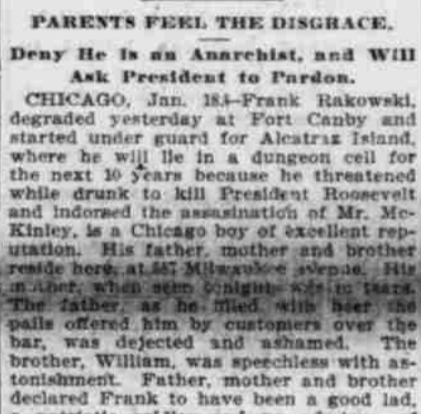 PARENTS FEEL THE DISGRACE.
Deny He is an Anarchist, and Will
Ask President to Pardon.
CHICAGO, Jan. 18.—Frank Rakowski,
degraded yesterday at Fort Canby and
started under guard for Alcatraz Island,
where he will lie in a dungeon cell for
the next 10 years because he threatened
while drunk to kill President Roosevelt
and indorsed the assasination of Mr. Mc-
Kinley, is a Chicago boy of excellent rep-
utation. His father, mother and brother
reside here, at Milwaukee avenue. His
mother, when seen tonight was in tears.
The father, as he filled with beer the
pails offered him by customers over the
bar, was dejected and ashamed. The
brother, William, was speechless with as-
tonishment. Father, mother and brother
declared Frank to have been a good lad,